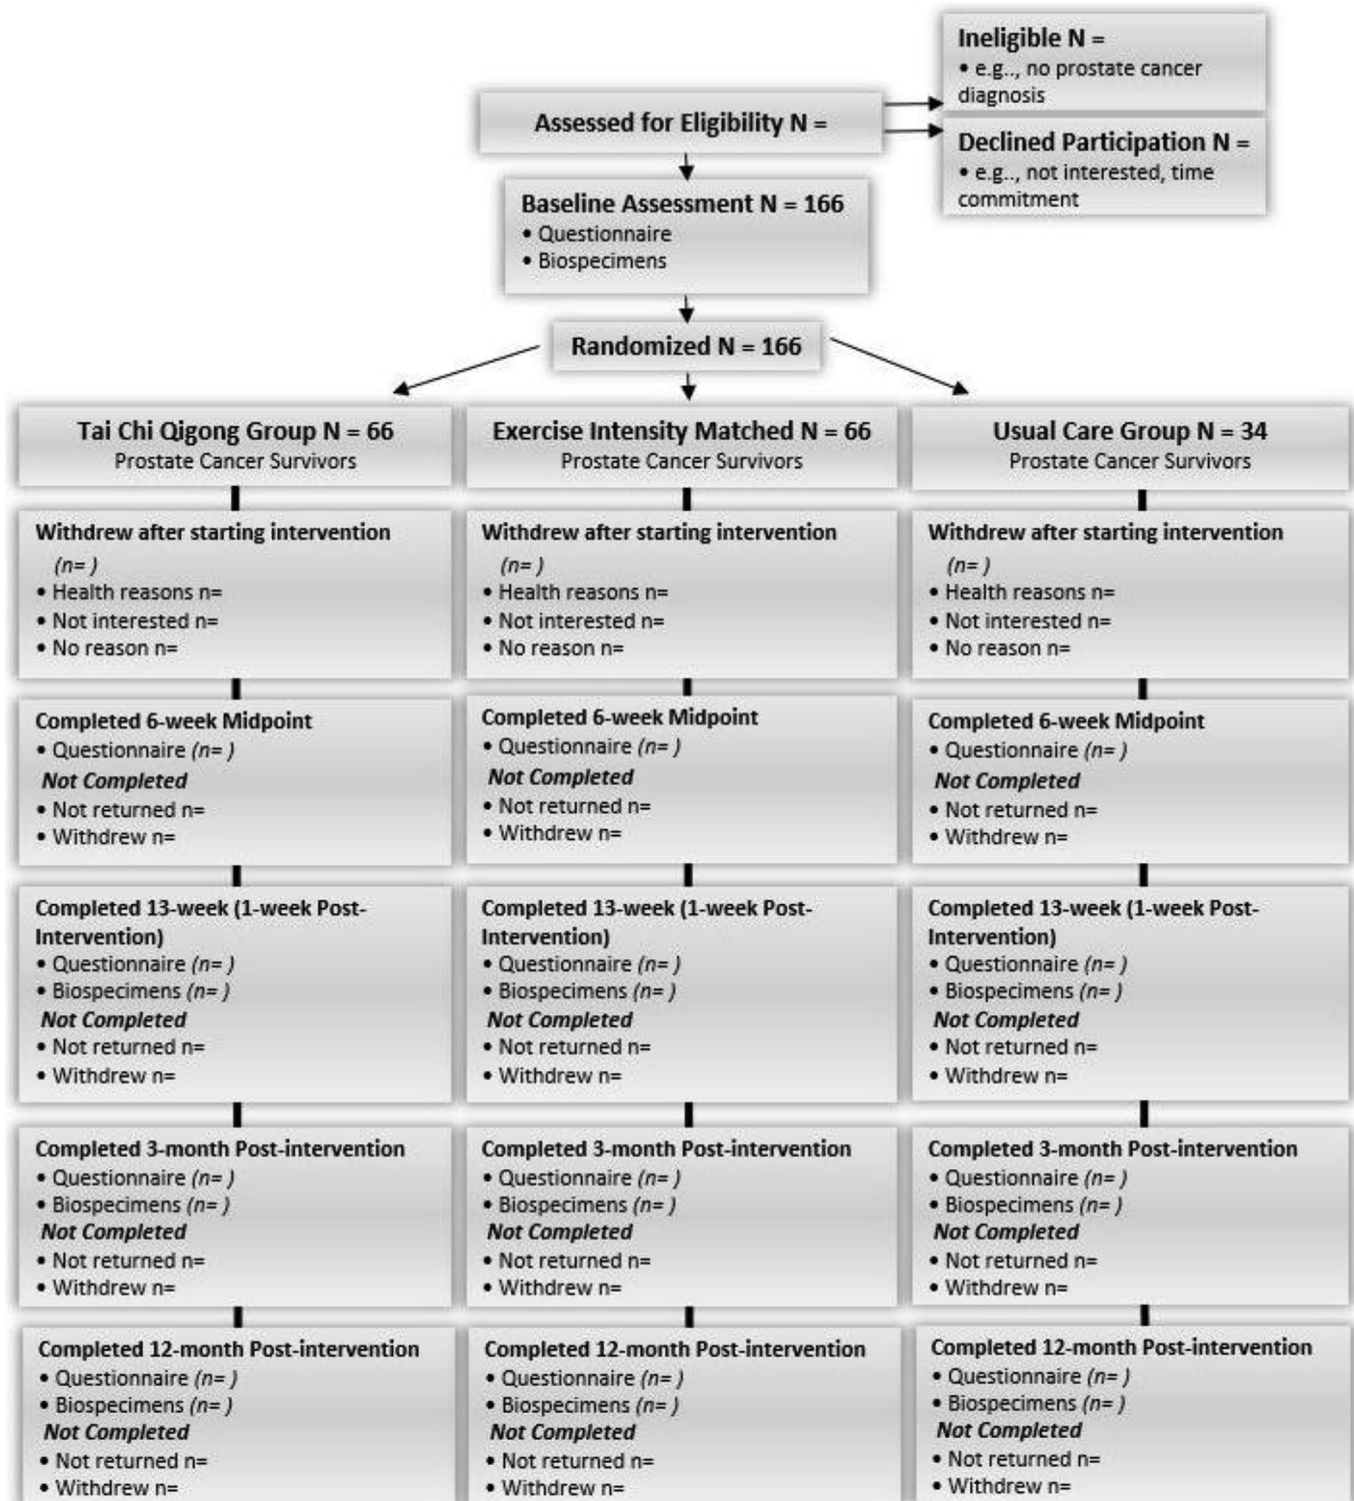 Ineligible N =
• e.g.., no prostate cancer
diagnosis
Assessed for Eligibility N =
Declined Participation N =
• e.g.., not interested, time
commitment
Baseline Assessment N = 166
• Questionnaire
• Biospecimens
Randomized N = 166
Tai Chi Qigong Group N = 66
Prostate Cancer Survivors
Withdrew after starting intervention
(n= )
• Health reasons n=
• Not interested n=
• No reason n=
Completed 6-week Midpoint
• Questionnaire (n= )
Not Completed
• Not returned n=
• Withdrew n=
Completed 13-week (1-week Post-
Intervention)
• Questionnaire (n= )
• Biospecimens (n= )
Not Completed
• Not returned n=
• Withdrew n=
Completed 3-month Post-intervention
• Questionnaire (n= )
• Biospecimens (n= )
Not Completed
• Not returned n=
• Withdrew n=
Completed 12-month Post-intervention
• Questionnaire (n= )
• Biospecimens (n= )
Not Completed
• Not returned n=
• Withdrew n=
Exercise Intensity Matched N = 66
Prostate Cancer Survivors
Withdrew after starting intervention
(n= )
• Health reasons n=
• Not interested n=
• No reason n=
Completed 6-week Midpoint
• Questionnaire (n= )
Not Completed
• Not returned n=
• Withdrew n=
Completed 13-week (1-week Post-
Intervention)
• Questionnaire (n= )
• Biospecimens (n= )
Not Completed
• Not returned n=
• Withdrew n=
Completed 3-month Post-intervention
• Questionnaire (n= )
• Biospecimens (n= )
Not Completed
• Not returned n=
• Withdrew n=
Completed 12-month Post-intervention
• Questionnaire (n= )
• Biospecimens (n= )
Not Completed
• Not returned n=
• Withdrew n=
Usual Care Group N = 34
Prostate Cancer Survivors
Withdrew after starting intervention
(n= )
• Health reasons n=
• Not interested n=
• No reason n=
Completed 6-week Midpoint
• Questionnaire (n= )
Not Completed
• Not returned n=
• Withdrew n=
Completed 13-week (1-week Post-
Intervention)
• Questionnaire (n= )
• Biospecimens (n= )
Not Completed
• Not returned n=
• Withdrew n=
Completed 3-month Post-intervention
• Questionnaire (n= )
• Biospecimens (n= )
Not Completed
• Not returned n=
• Withdrew n=
Completed 12-month Post-intervention
• Questionnaire (n= )
• Biospecimens (n= )
Not Completed
• Not returned n=
• Withdrew n=